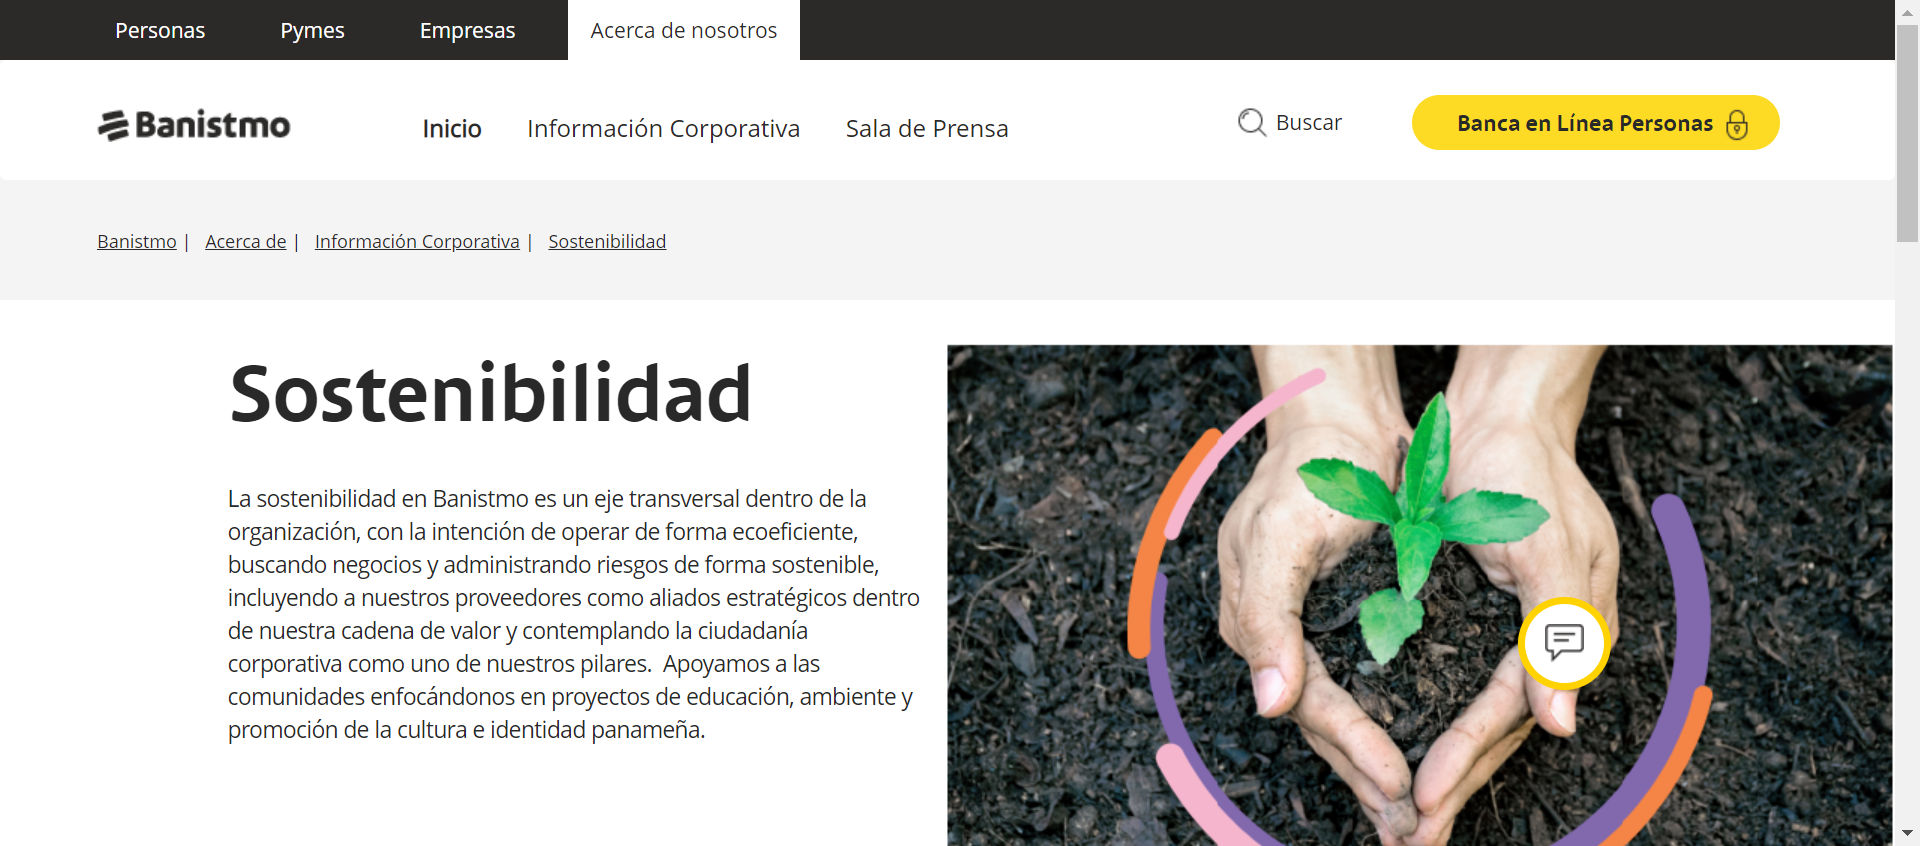 Personas Pymes Empresas Acerca de nosotros
Banistmo Inicio Información Corporativa Sala de Prensa Buscar Banca en Línea Personas
Banistmo | Acerca de | Información Corporativa | Sostenibilidad
Sostenibilidad
La sostenibilidad en Banistmo es un eje transversal dentro de la
organización, con la intención de operar de forma ecoeficiente,
buscando negocios y administrando riesgos de forma sostenible,
incluyendo a nuestros proveedores como aliados estratégicos dentro
de nuestra cadena de valor y contemplando la ciudadanía
corporativa como uno de nuestros pilares.  Apoyamos a las
comunidades enfocándonos en proyectos de educación, ambiente y
promoción de la cultura e identidad panameña.